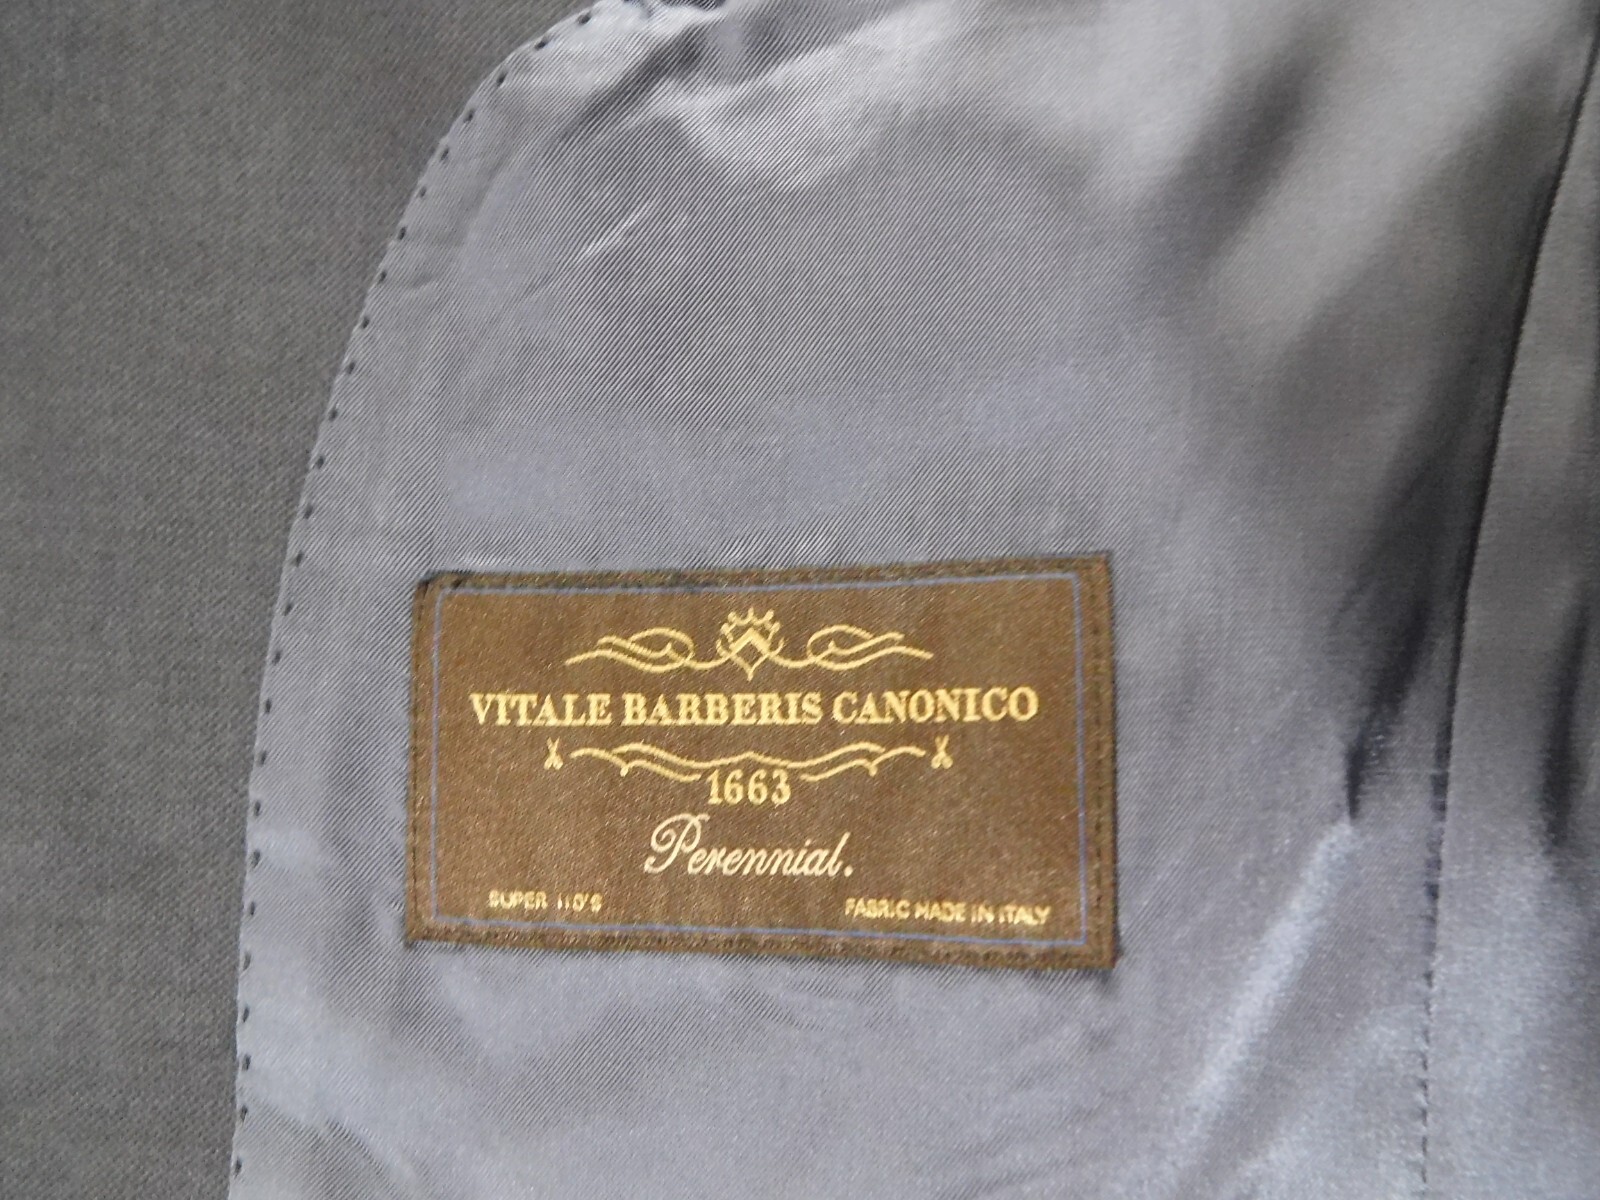 VITALE BARBERIS CANONICO
1663
Perennial.
SUPER 110'S
FABRIC MADE IN ITALY